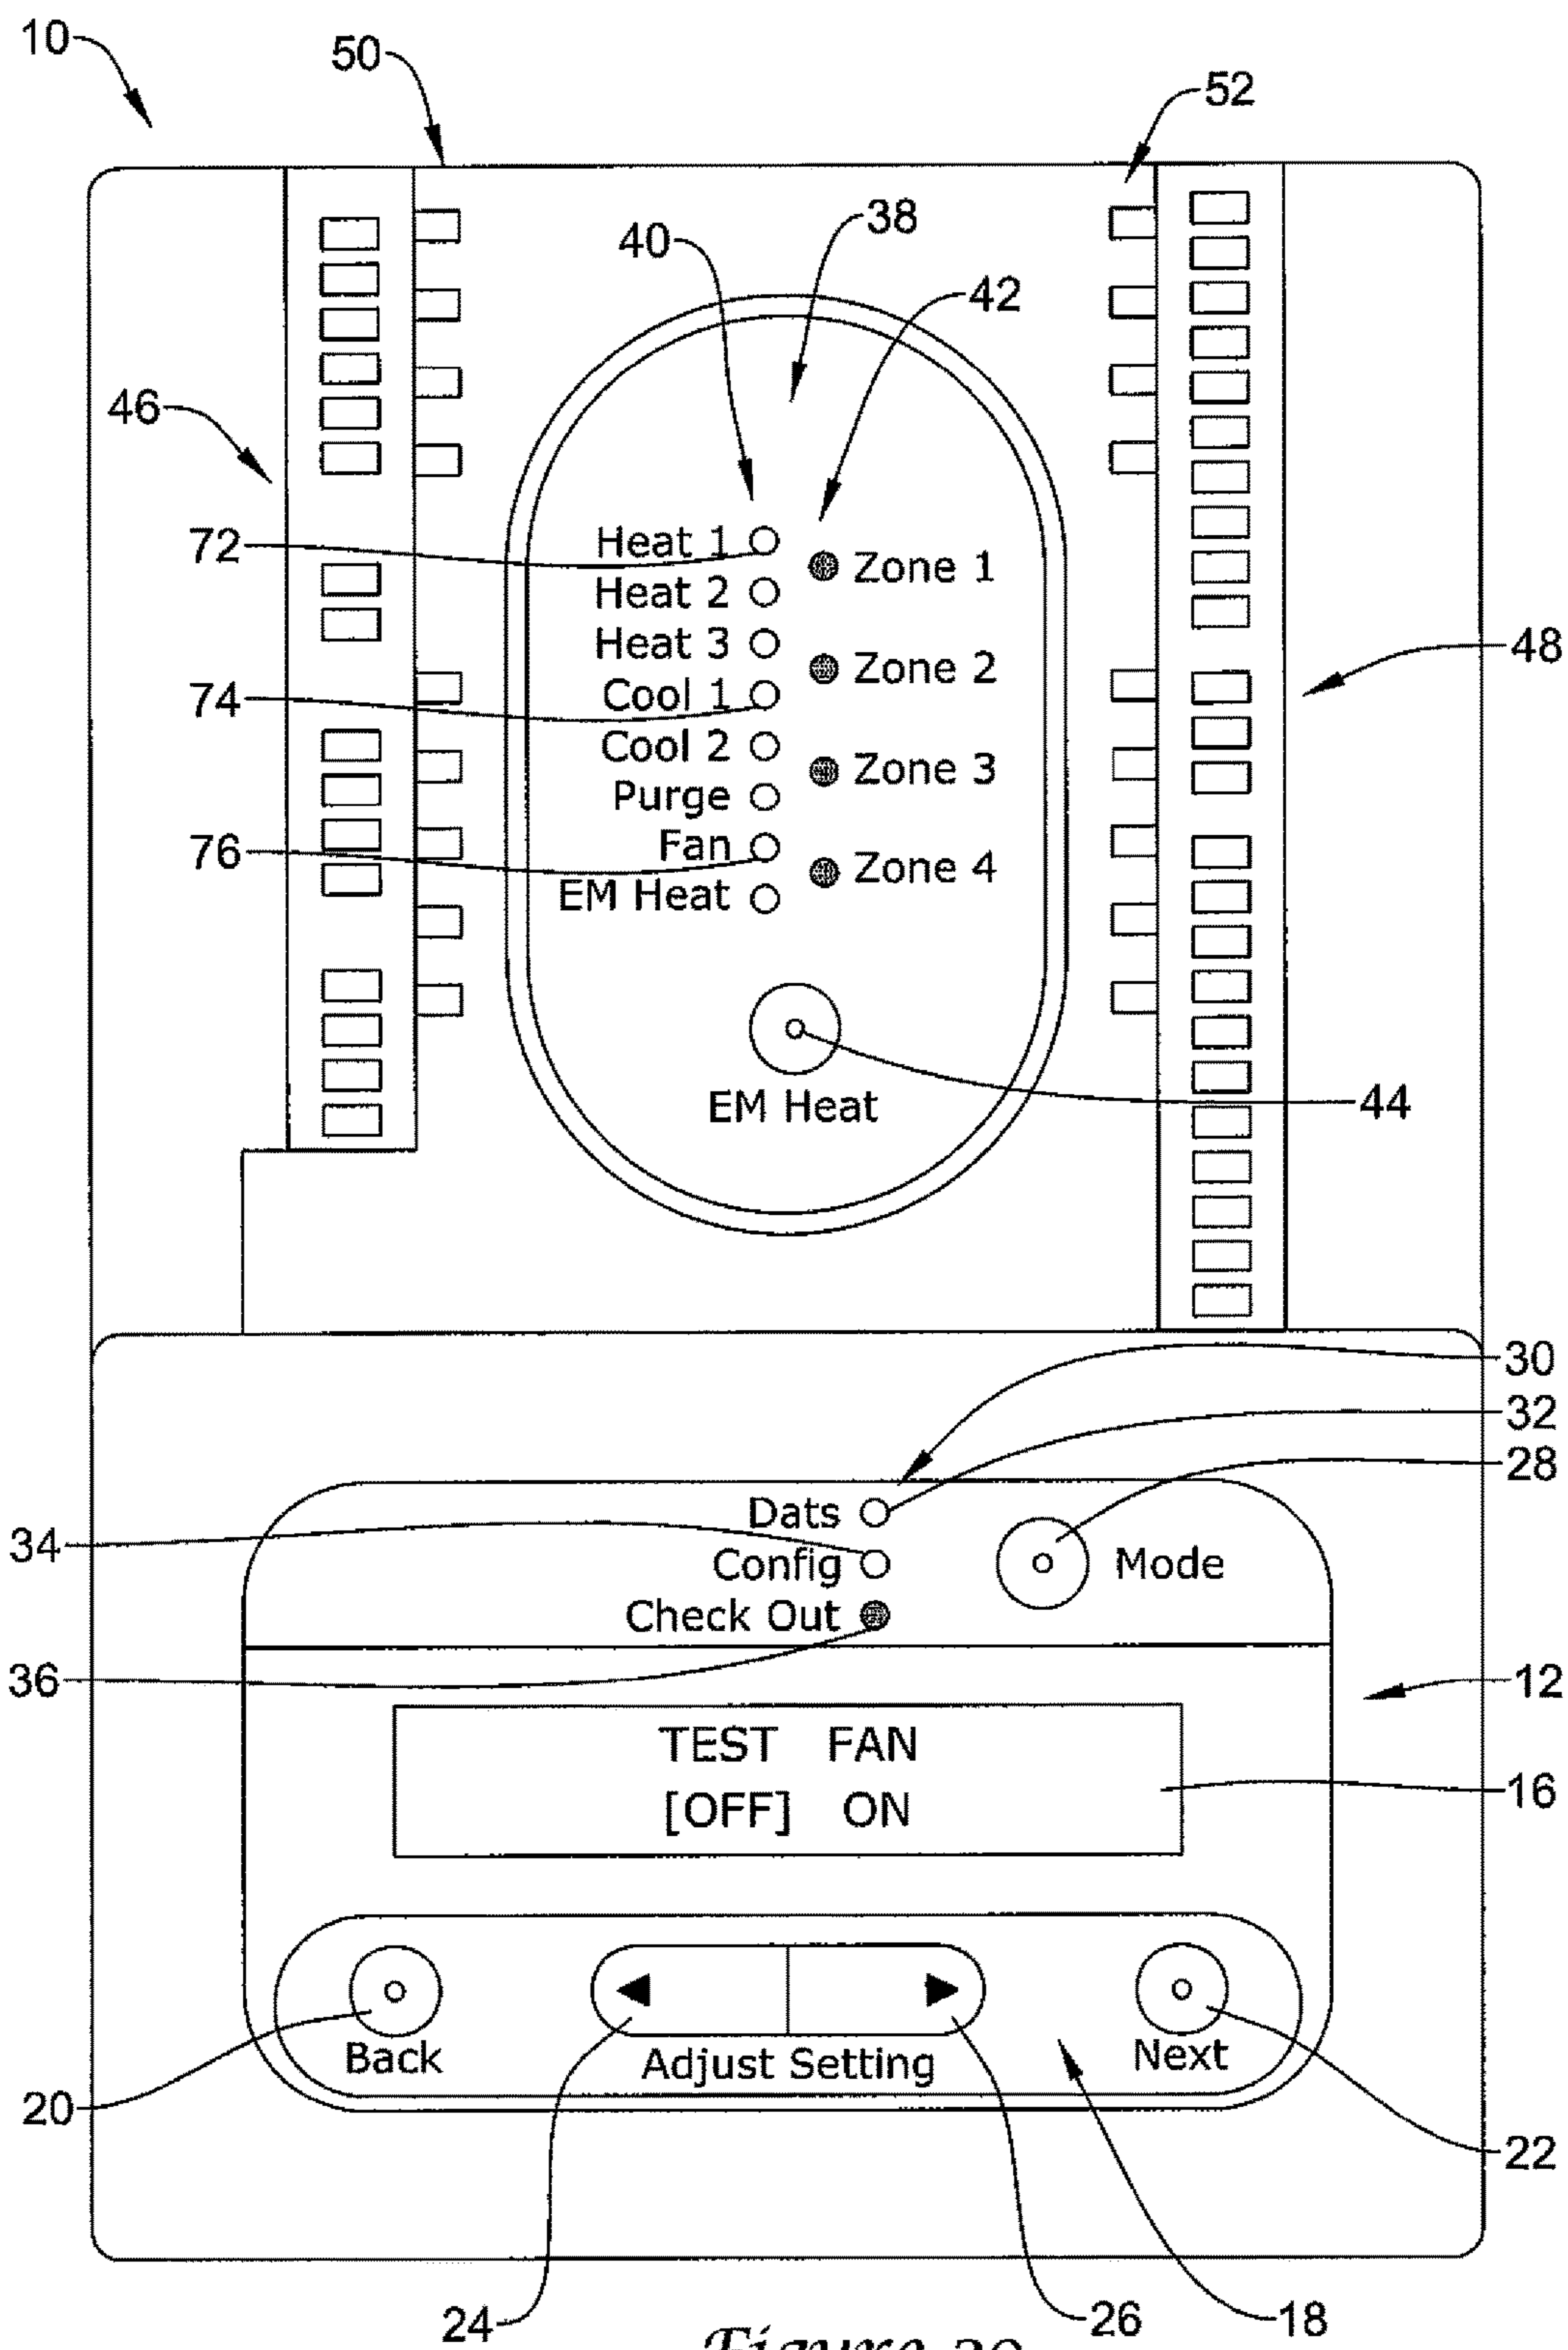 10
50
52
40
38
42
46
72
Heat 1
Zone 1
Heat 2
Heat 3
Zone 2
48
74
Cool 1
Cool 2
Zone 3
Purge
76
Fan
Zone 4
EM Heat
EM Heat
44
30
32
28
Dats
34
Config
Mode
Check Out
36
12
TEST FAN
[OFF] ON
16
Back
Adjust Setting
Next
20
22
24
26
18
Figure